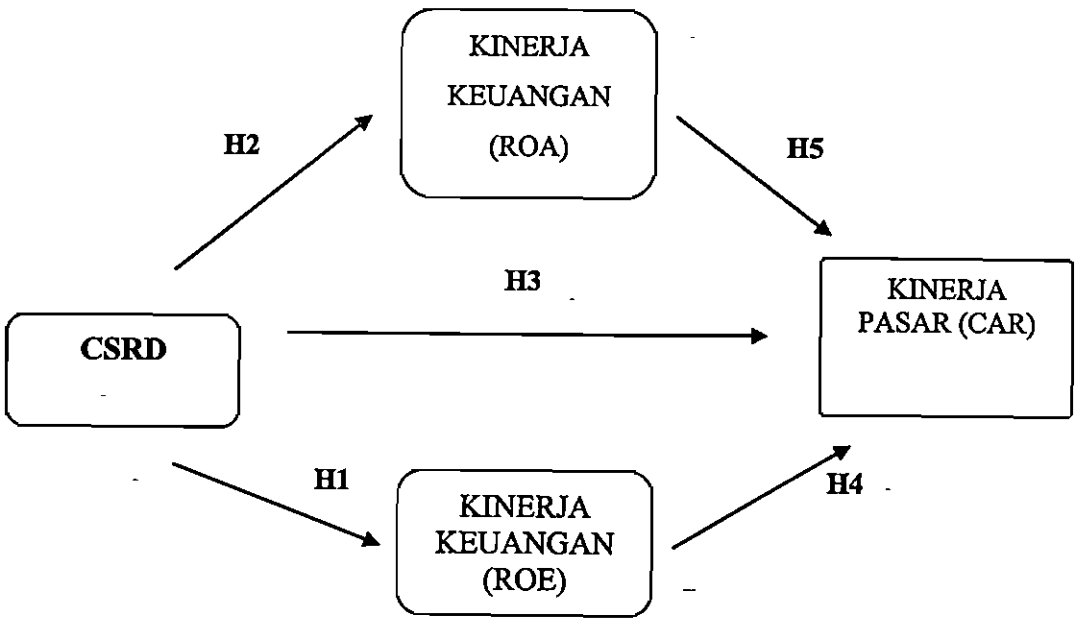 KINERJA
KEUANGAN
(ROA)
H2
H5
H3
KINERJA
PASAR (CAR)
CSRD
H1
H4
KINERJA
KEUANGAN
(ROE)